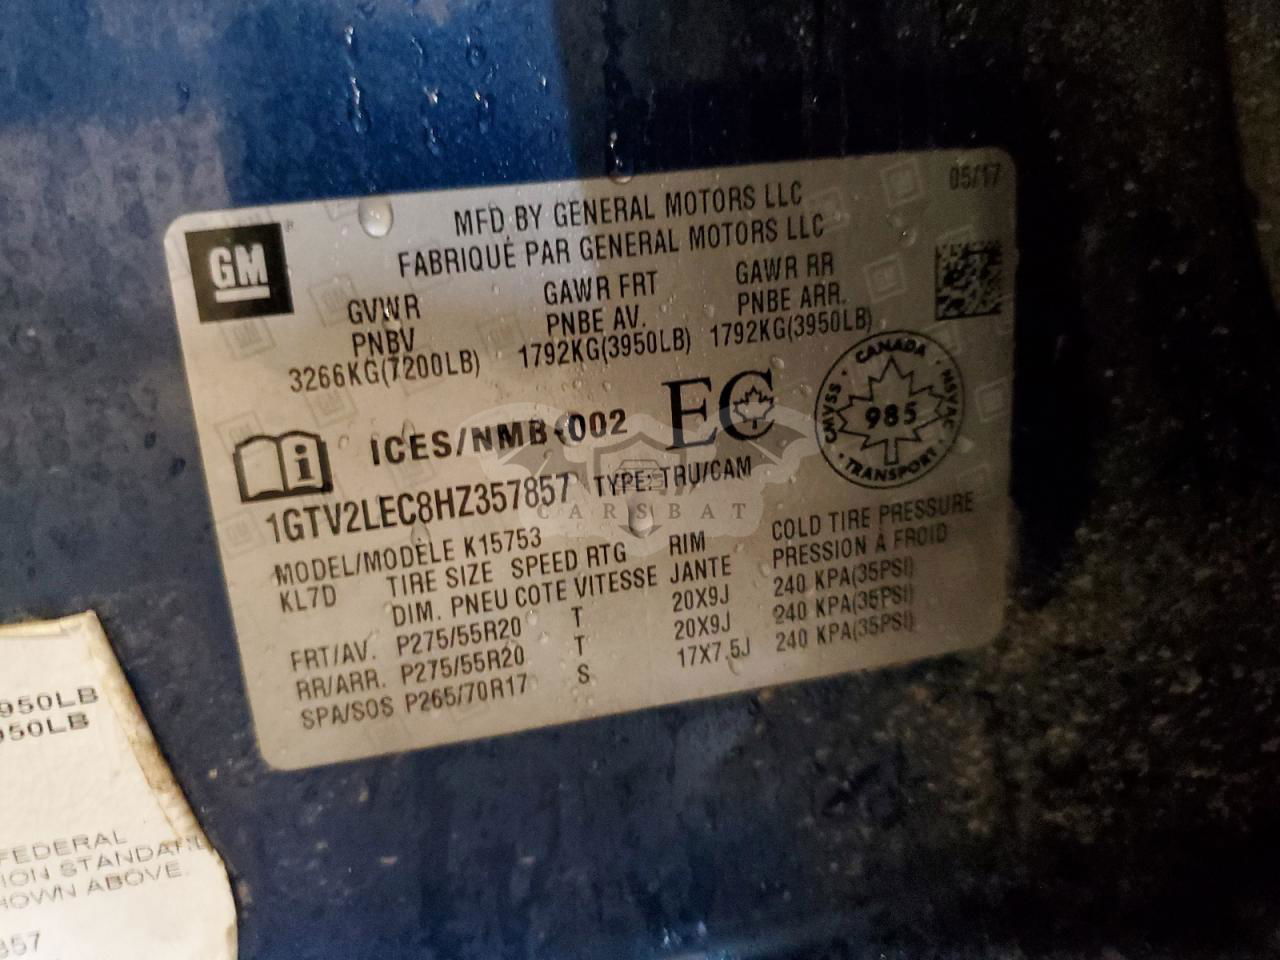 05/17
GM
MFD BY GENERAL MOTORS LLC
FABRIQUÉ PAR GENERAL MOTORS LLC
GVWR GAWR FRT GAWR RR
PNBV PNBE AV. PNBE ARR.
3266KG(7200LB) 1792KG(3950LB) 1792KG(3950LB)
ICES/NMB-002 EC
CANADA
CMVSS 985 NSVAC
TRANSPORT
1GTV2LEC8HZ357857 TYPE: TRU/CAM
CARSBAT
MODEL/MODÈLE K15753
KL7D TIRE SIZE SPEED RTG RIM COLD TIRE PRESSURE
DIM. PNEU COTE VITESSE JANTE PRESSION À FROID
FRT/AV. P275/55R20 T 20X9J 240 KPA(35PSI)
RR/ARR. P275/55R20 T 20X9J 240 KPA(35PSI)
SPA/SOS P265/70R17 S 17X7.5J 240 KPA(35PSI)
950LB
950LB
FEDERAL
ION STANDARD
HOWN ABOVE.
857